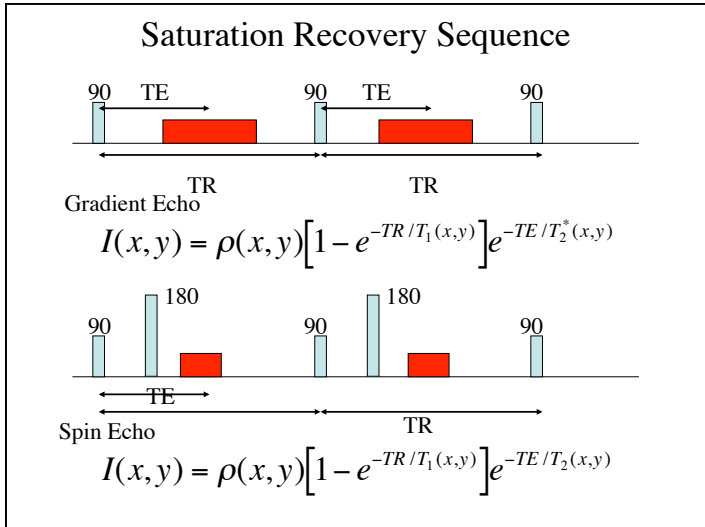 Saturation Recovery Sequence
90 TE 90 TE 90
TR TR
Gradient Echo
I(x, y) = ρ(x, y)[1 − e^{−TR/T₁(x,y)}]e^{−TE/T₂*(x,y)}
180 180
90 90 90
TE
TR
Spin Echo
I(x, y) = ρ(x, y)[1 − e^{−TR/T₁(x,y)}]e^{−TE/T₂(x,y)}